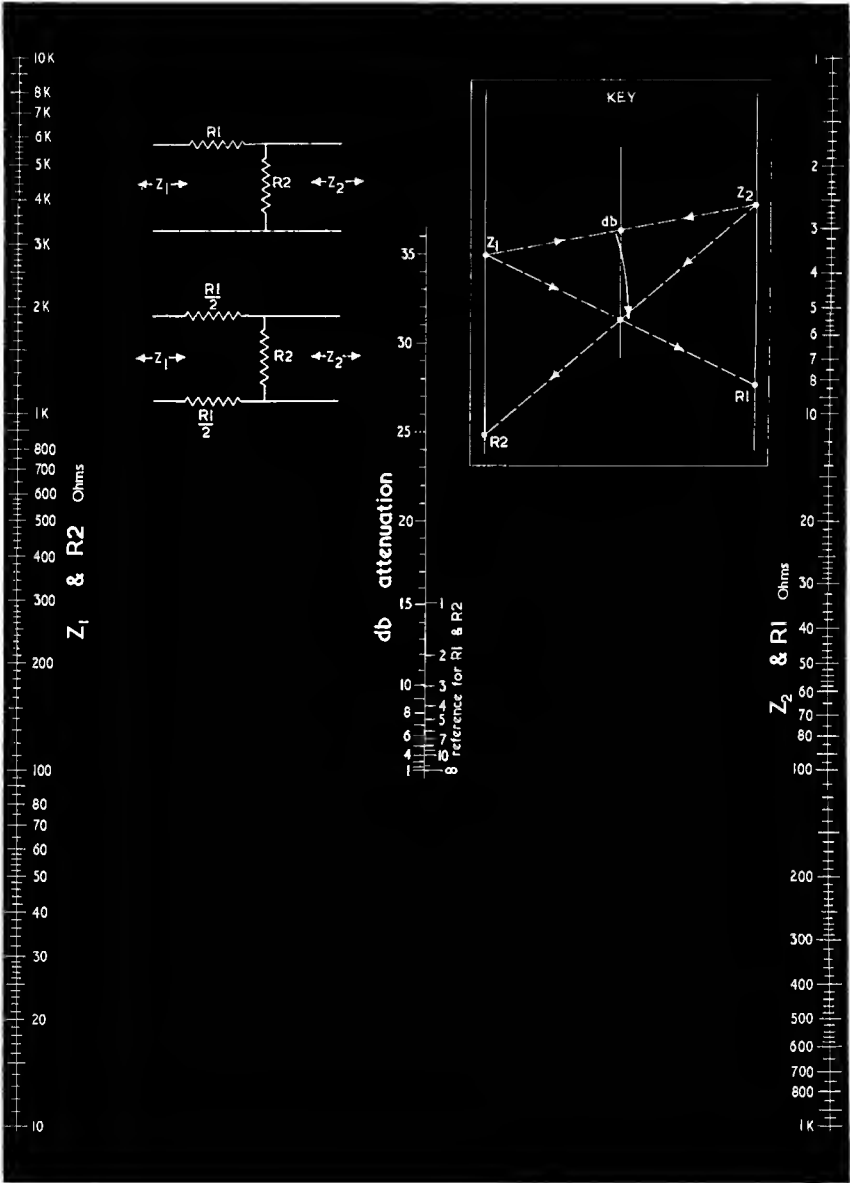 10K
8K
7K
6K
5K
4K
3K
2K
1K
800
700
600
500
400
300
200
100
80
70
60
50
40
30
20
10
Z1 & R2 Ohms
R1
Z1
R2
Z2
R1
2
Z1
R2
Z2
R1
2
db attenuation
35
30
25
20
15
10
8
6
4
1
1
2
3
4
5
7
10
∞
reference for R1 & R2
KEY
Z2
db
Z1
R1
R2
Z2 & R1 Ohms
1
2
3
4
5
6
7
8
10
20
30
40
50
60
70
80
100
200
300
400
500
600
700
800
1K